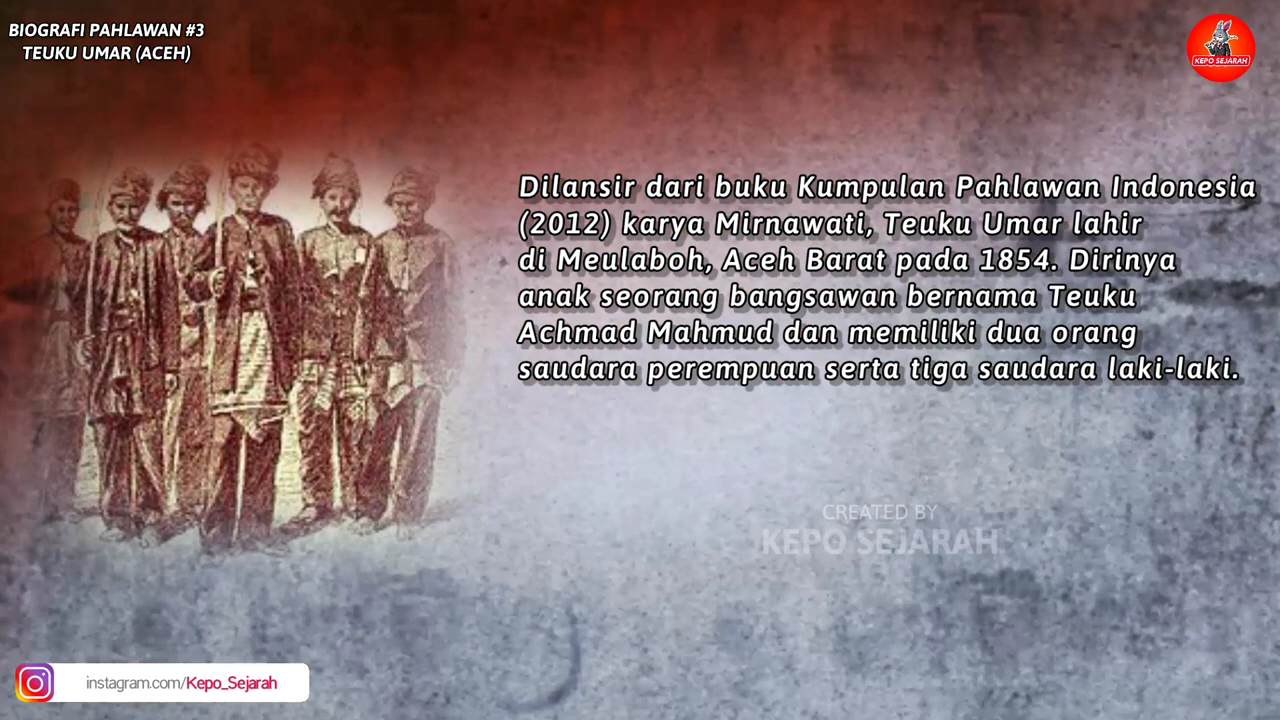 BIOGRAFI PAHLAWAN #3
TEUKU UMAR (ACEH)
KEPO SEJARAH
Dilansir dari buku Kumpulan Pahlawan Indonesia
(2012) karya Mirnawati, Teuku Umar lahir
di Meulaboh, Aceh Barat pada 1854. Dirinya
anak seorang bangsawan bernama Teuku
Achmad Mahmud dan memiliki dua orang
saudara perempuan serta tiga saudara laki-laki.
CREATED BY
KEPO SEJARAH
instagram.com/Kepo_Sejarah